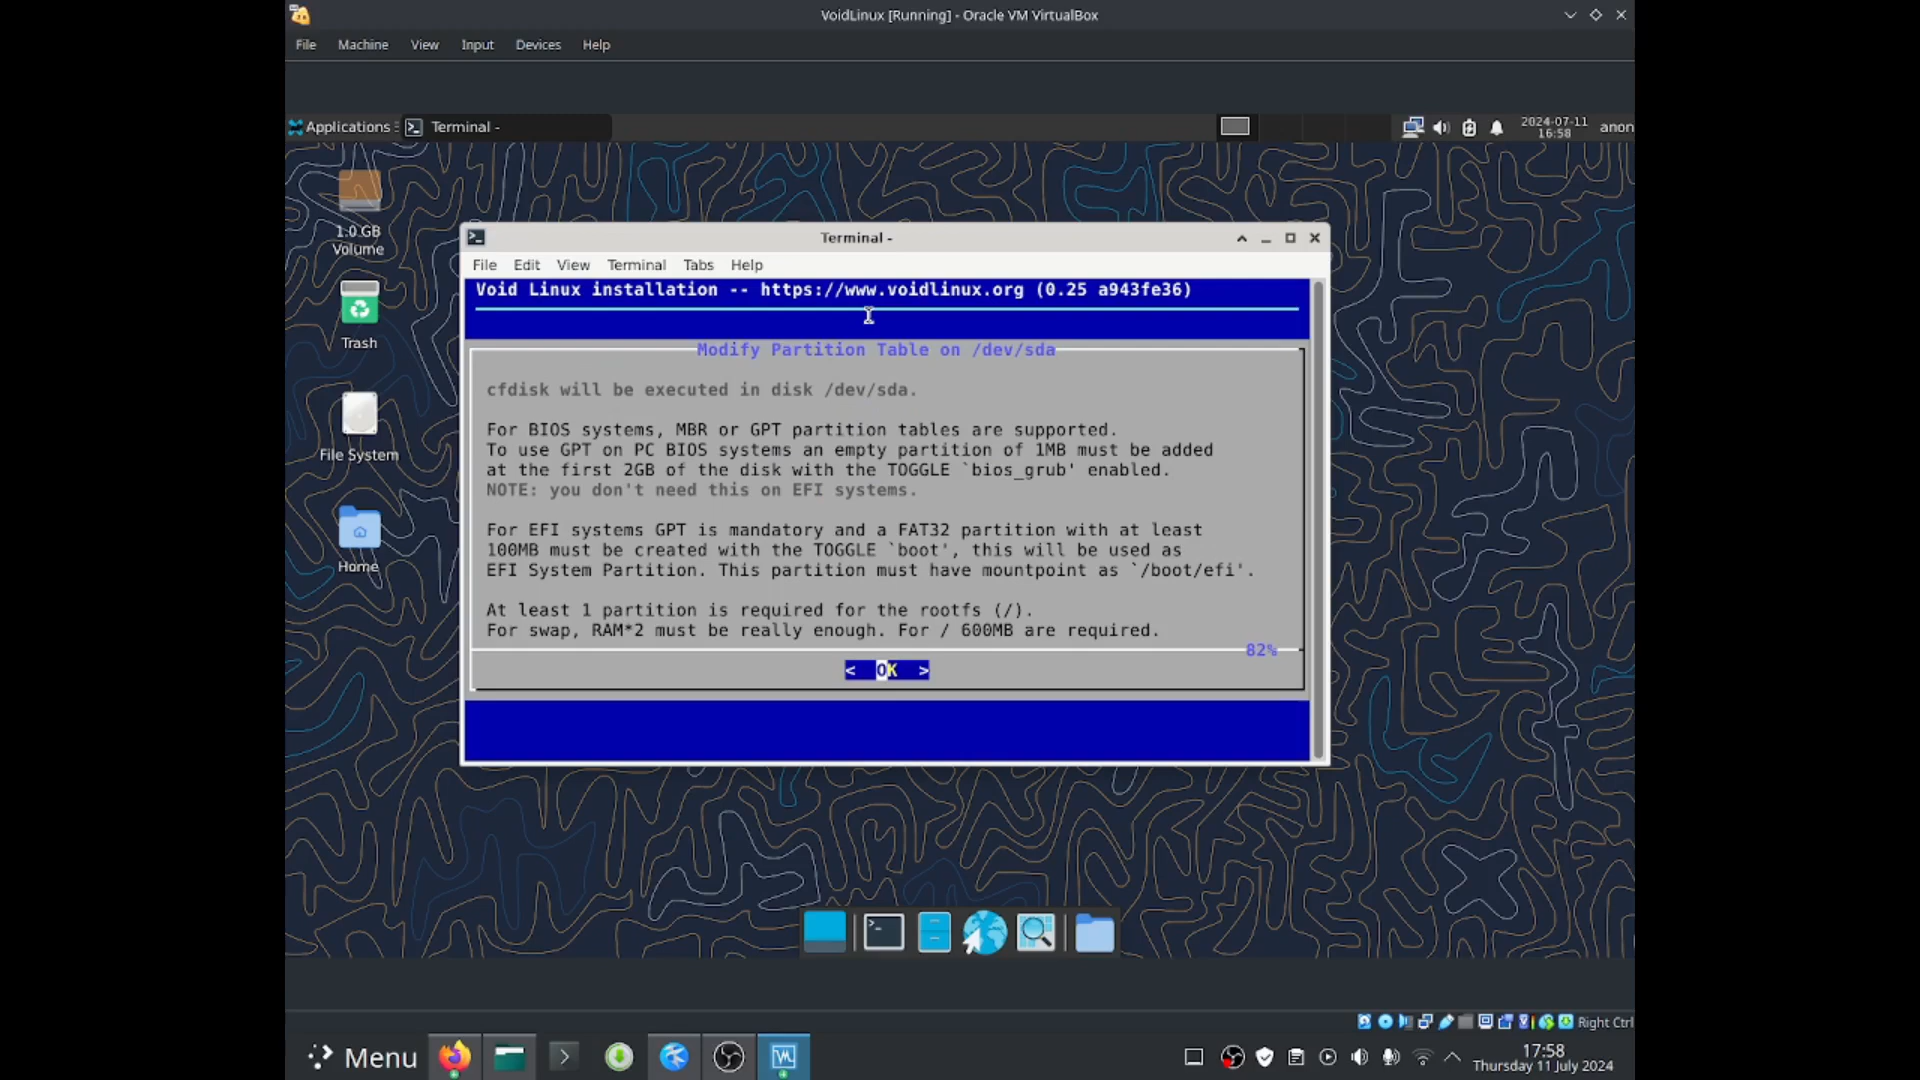 VoidLinux [Running] - Oracle VM VirtualBox
File Machine View Input Devices Help
Applications
Terminal -
2024-07-11
16:58
anon
1.0 GB
Volume
Trash
File System
Home
Terminal -
File Edit View Terminal Tabs Help
Void Linux installation -- https://www.voidlinux.org (0.25 a943fe36)
Modify Partition Table on /dev/sda
cfdisk will be executed in disk /dev/sda.
For BIOS systems, MBR or GPT partition tables are supported.
To use GPT on PC BIOS systems an empty partition of 1MB must be added
at the first 2GB of the disk with the TOGGLE `bios_grub' enabled.
NOTE: you don't need this on EFI systems.
For EFI systems GPT is mandatory and a FAT32 partition with at least
100MB must be created with the TOGGLE `boot', this will be used as
EFI System Partition. This partition must have mountpoint as `/boot/efi'.
At least 1 partition is required for the rootfs (/).
For swap, RAM*2 must be really enough. For / 600MB are required.
82%
< OK >
Right Ctrl
Menu
17:58
Thursday 11 July 2024